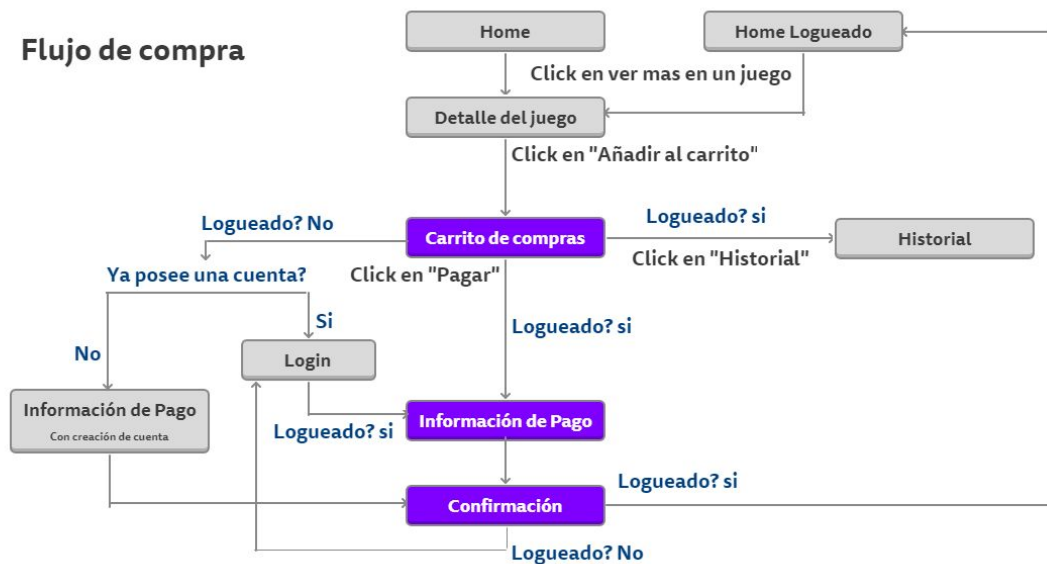 Flujo de compra
Home
Home Logueado
Click en ver mas en un juego
Detalle del juego
Click en "Añadir al carrito"
Logueado? No
Carrito de compras
Logueado? si
Historial
Click en "Pagar"
Click en "Historial"
Ya posee una cuenta?
Si
Logueado? si
No
Login
Información de Pago
Con creación de cuenta
Logueado? si
Información de Pago
Confirmación
Logueado? si
Logueado? No